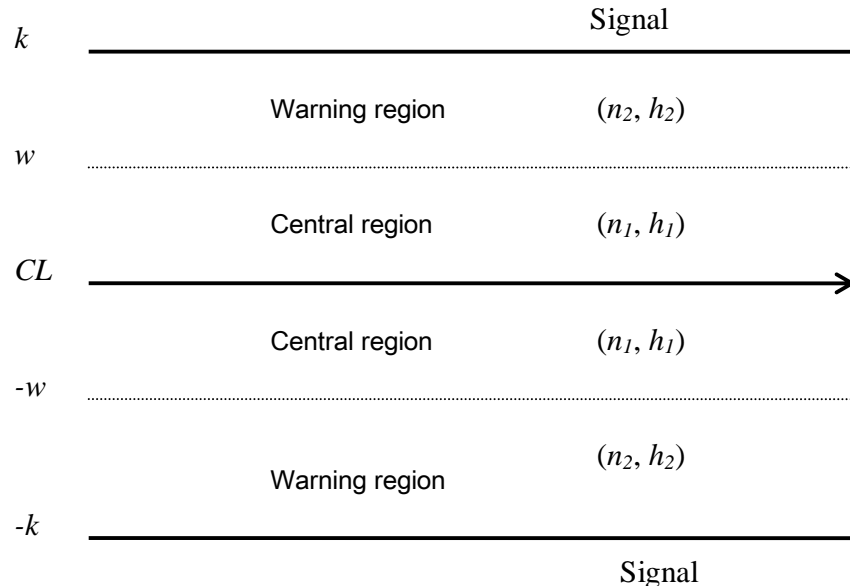 Signal
k
Warning region (n2, h2)
w
Central region (n1, h1)
CL
Central region (n1, h1)
-w
(n2, h2)
Warning region
-k
Signal